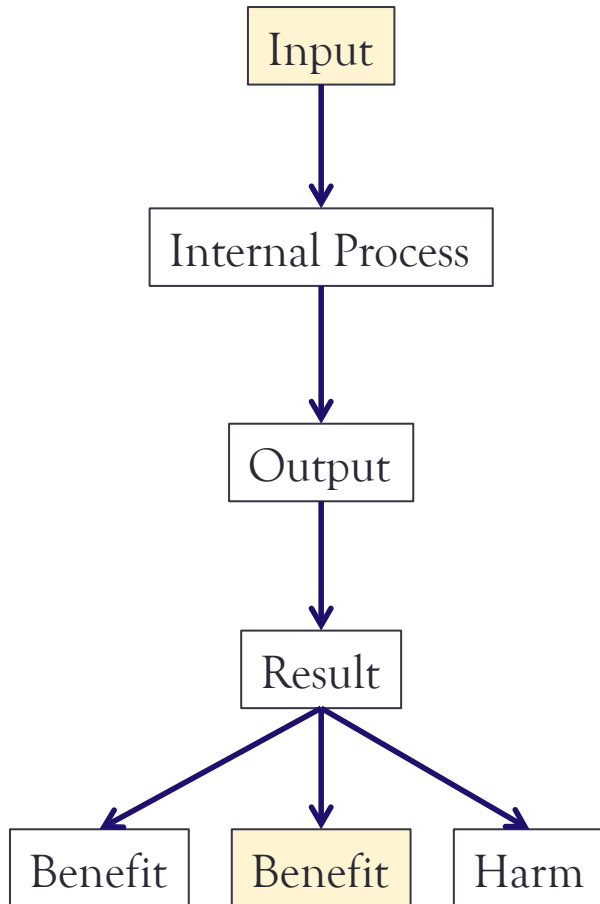 Input
Internal Process
Output
Result
Benefit
Benefit
Harm